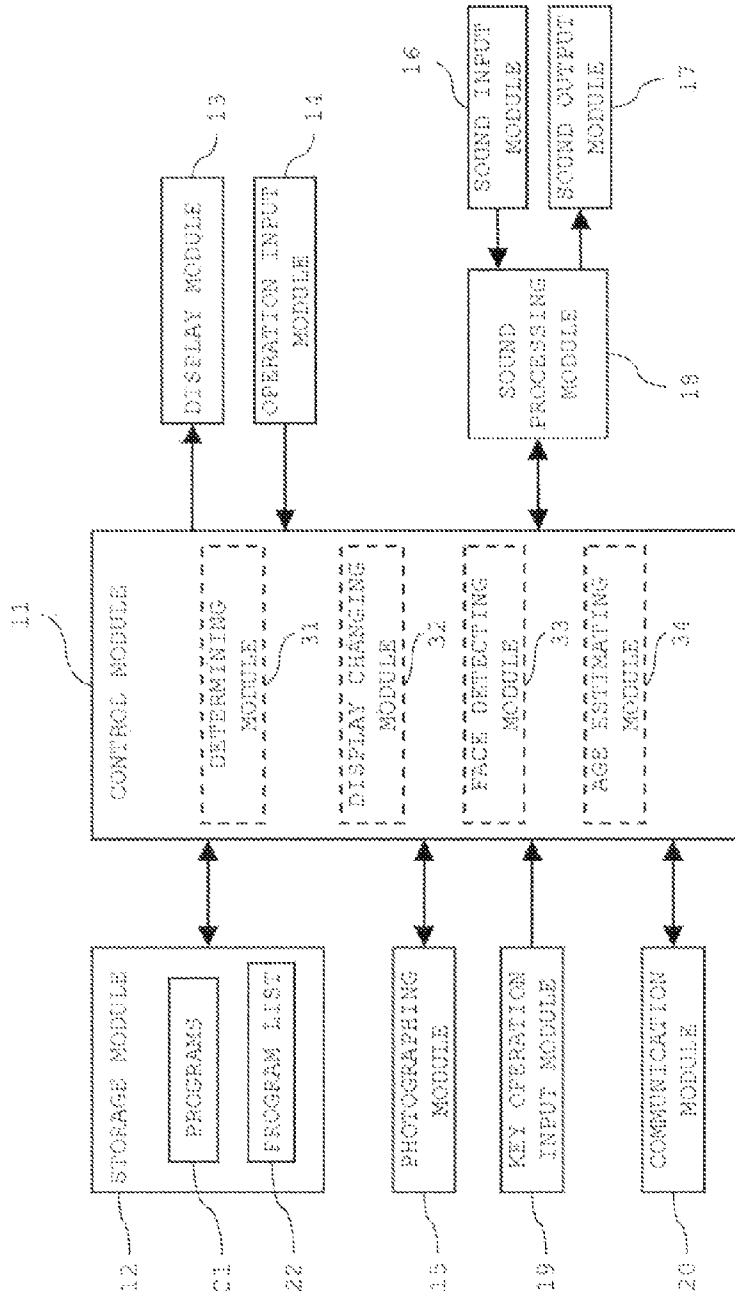 12
STORAGE MODULE
21
PROGRAMS
22
PROGRAM LIST
15
PHOTOGRAPHING
MODULE
19
KEY OPERATION
INPUT MODULE
20
COMMUNICATION
MODULE
11
CONTROL MODULE
DETERMINING
MODULE
31
DISPLAY CHANGING
MODULE
32
FACE DETECTING
MODULE
33
AGE ESTIMATING
MODULE
34
DISPLAY MODULE
13
OPERATION INPUT
MODULE
14
SOUND
PROCESSING
MODULE
18
SOUND INPUT
MODULE
16
SOUND OUTPUT
MODULE
17